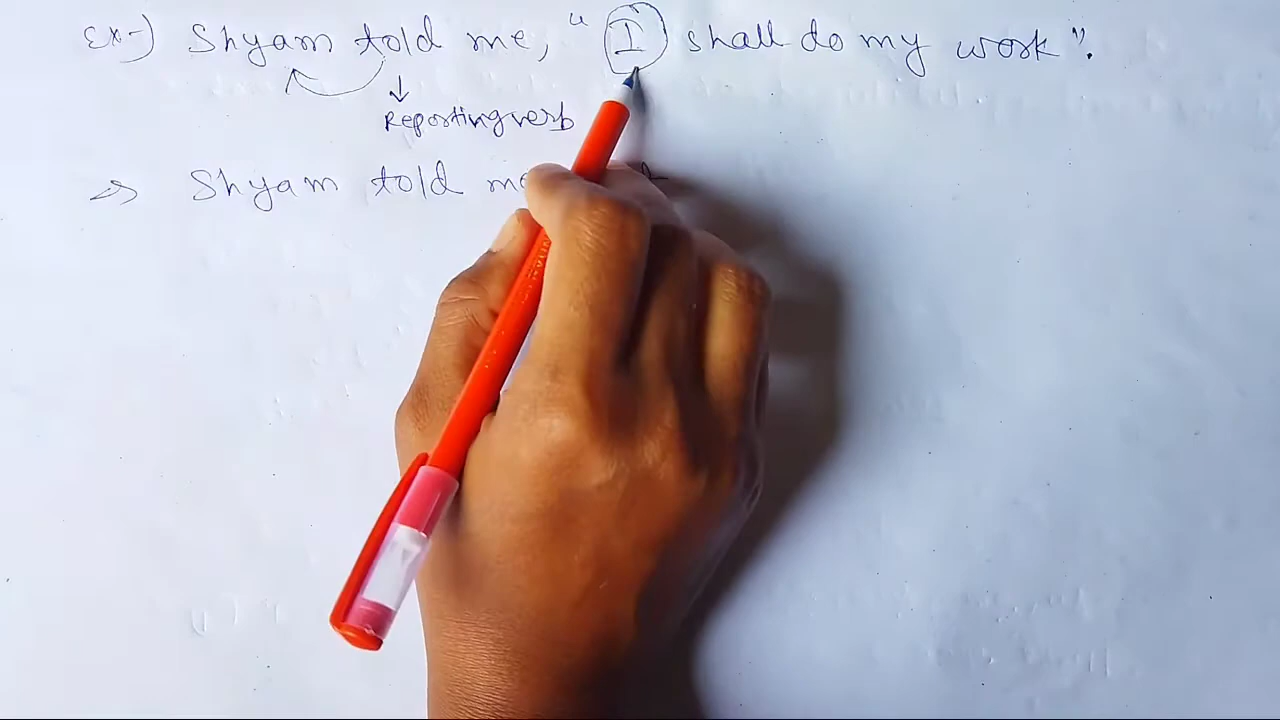 Ex-) Shyam told me, "I shall do my work".
Reporting verb
⇒ Shyam told me